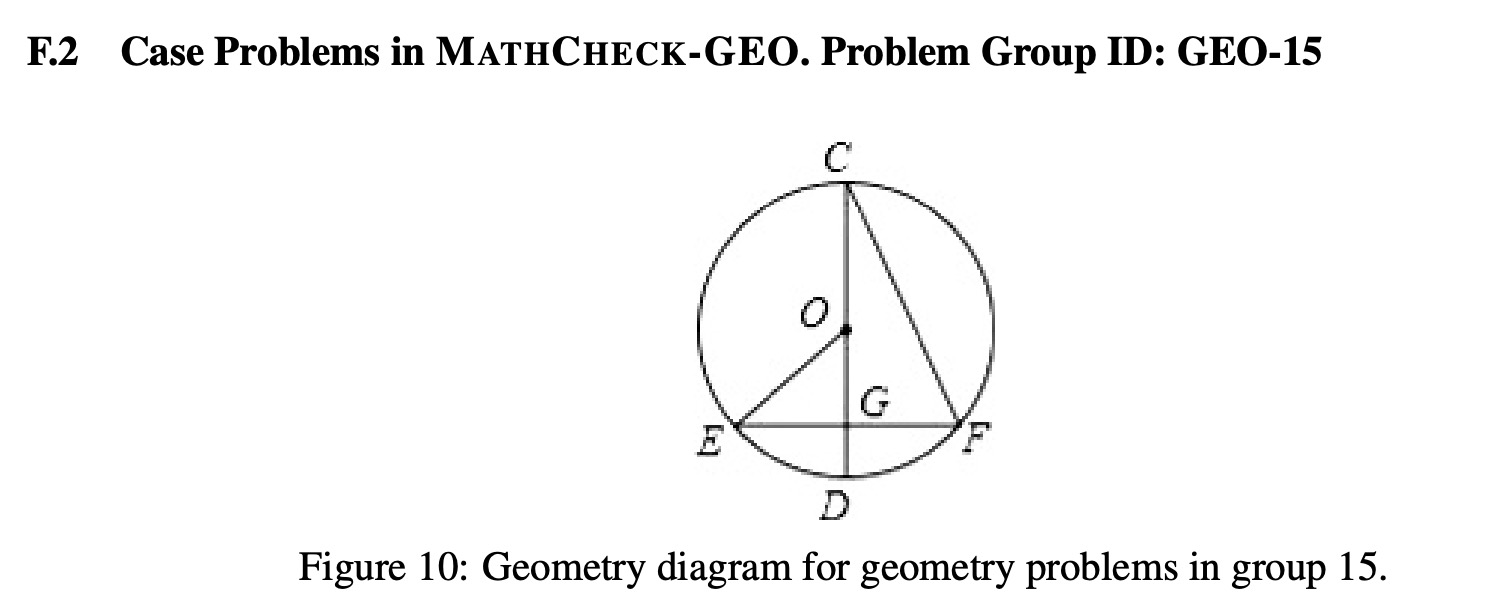 F.2 Case Problems in MATHCHECK-GEO. Problem Group ID: GEO-15
C
O
G
E
F
D
Figure 10: Geometry diagram for geometry problems in group 15.